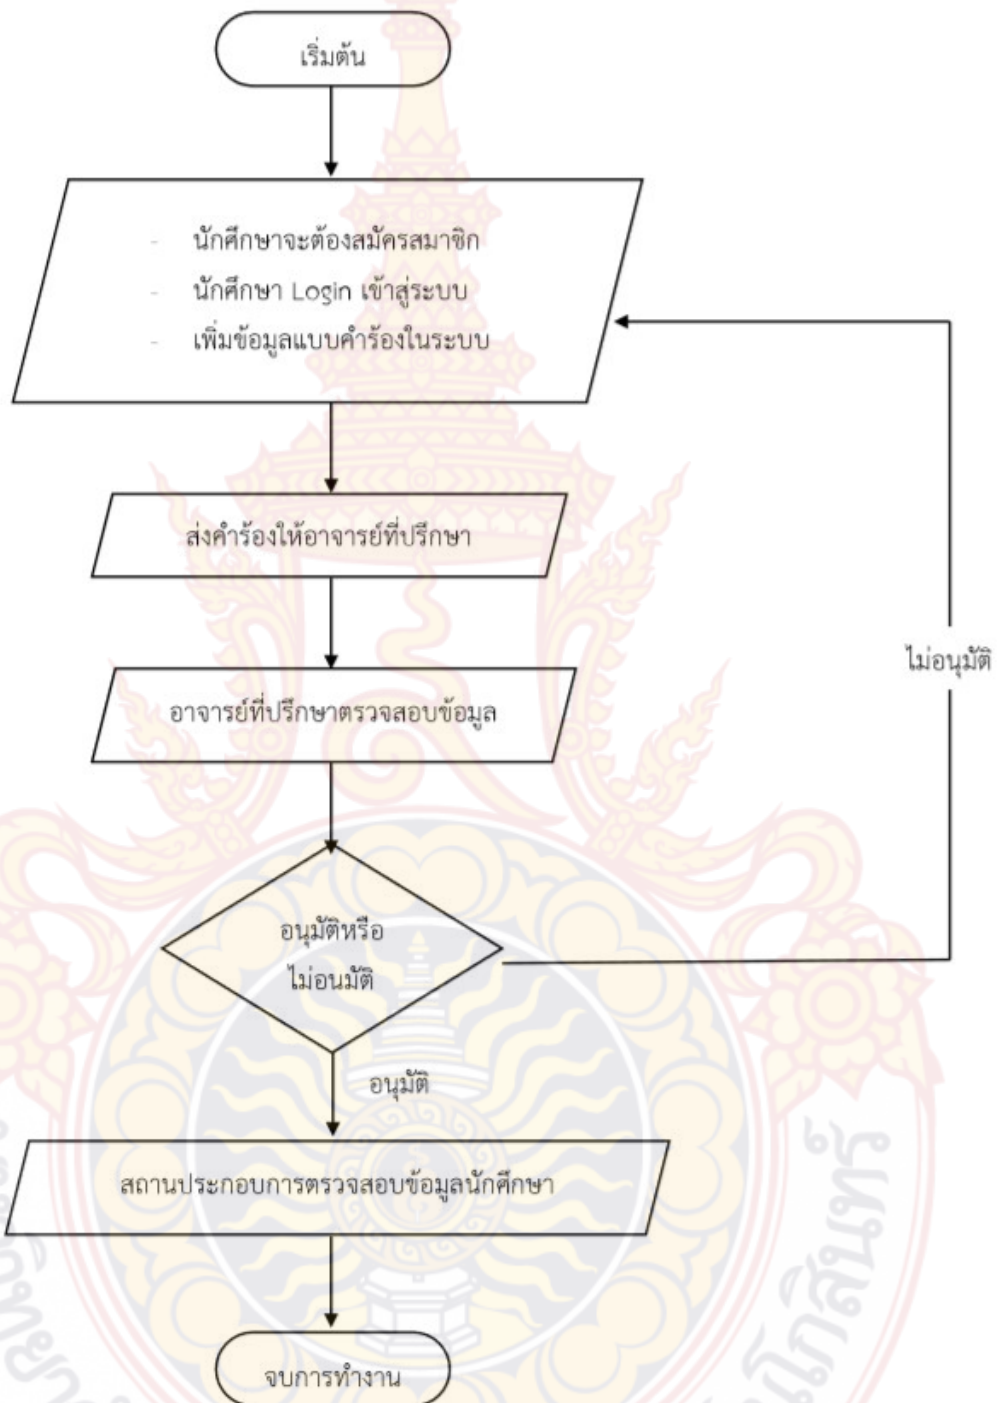 เริ่มต้น
- นักศึกษาจะต้องสมัครสมาชิก
- นักศึกษา Login เข้าสู่ระบบ
- เพิ่มข้อมูลแบบคำร้องในระบบ
ส่งคำร้องให้อาจารย์ที่ปรึกษา
ไม่อนุมัติ
อาจารย์ที่ปรึกษาตรวจสอบข้อมูล
อนุมัติหรือ
ไม่อนมัติ
อนุมัติ
สถานประกอบการตรวจสอบข้อมูลนักศึกษา
จบการทำงาน